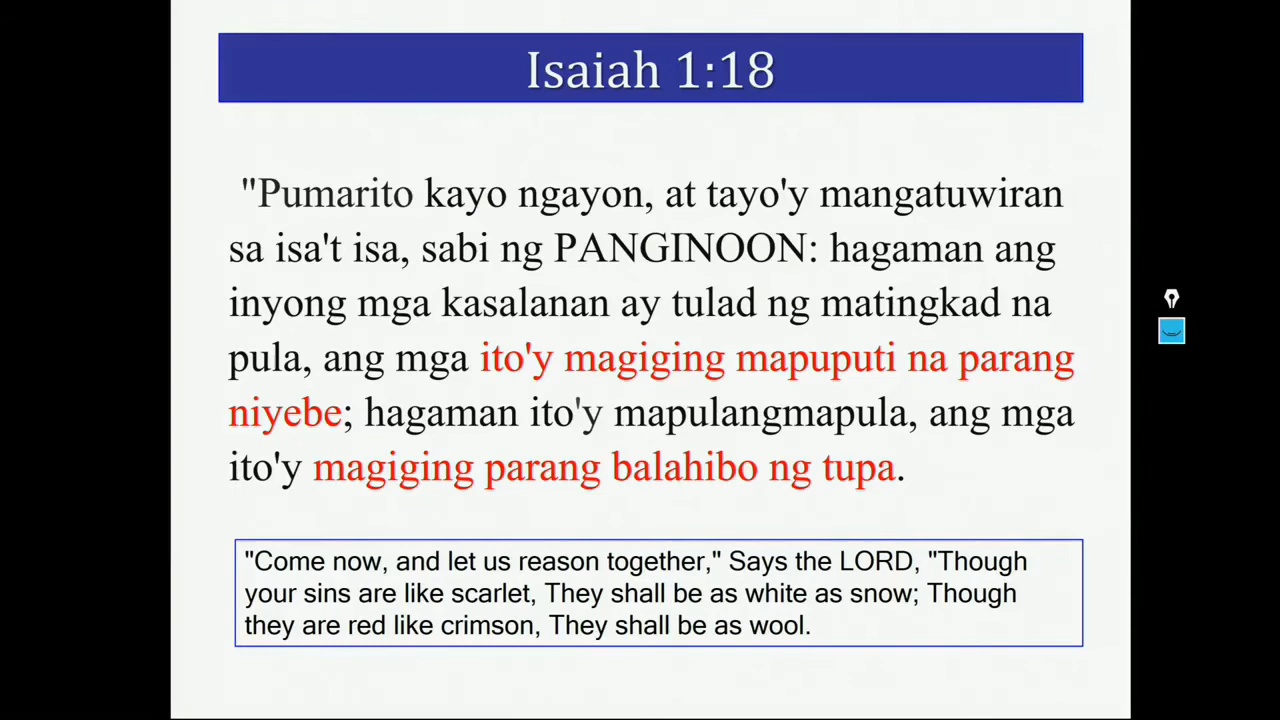 Isaiah 1:18
"Pumarito kayo ngayon, at tayo'y mangatuwiran
sa isa't isa, sabi ng PANGINOON: hagaman ang
inyong mga kasalanan ay tulad ng matingkad na
pula, ang mga ito'y magiging mapuputi na parang
niyebe; hagaman ito'y mapulangmapula, ang mga
ito'y magiging parang balahibo ng tupa.
"Come now, and let us reason together," Says the LORD, "Though
your sins are like scarlet, They shall be as white as snow; Though
they are red like crimson, They shall be as wool.